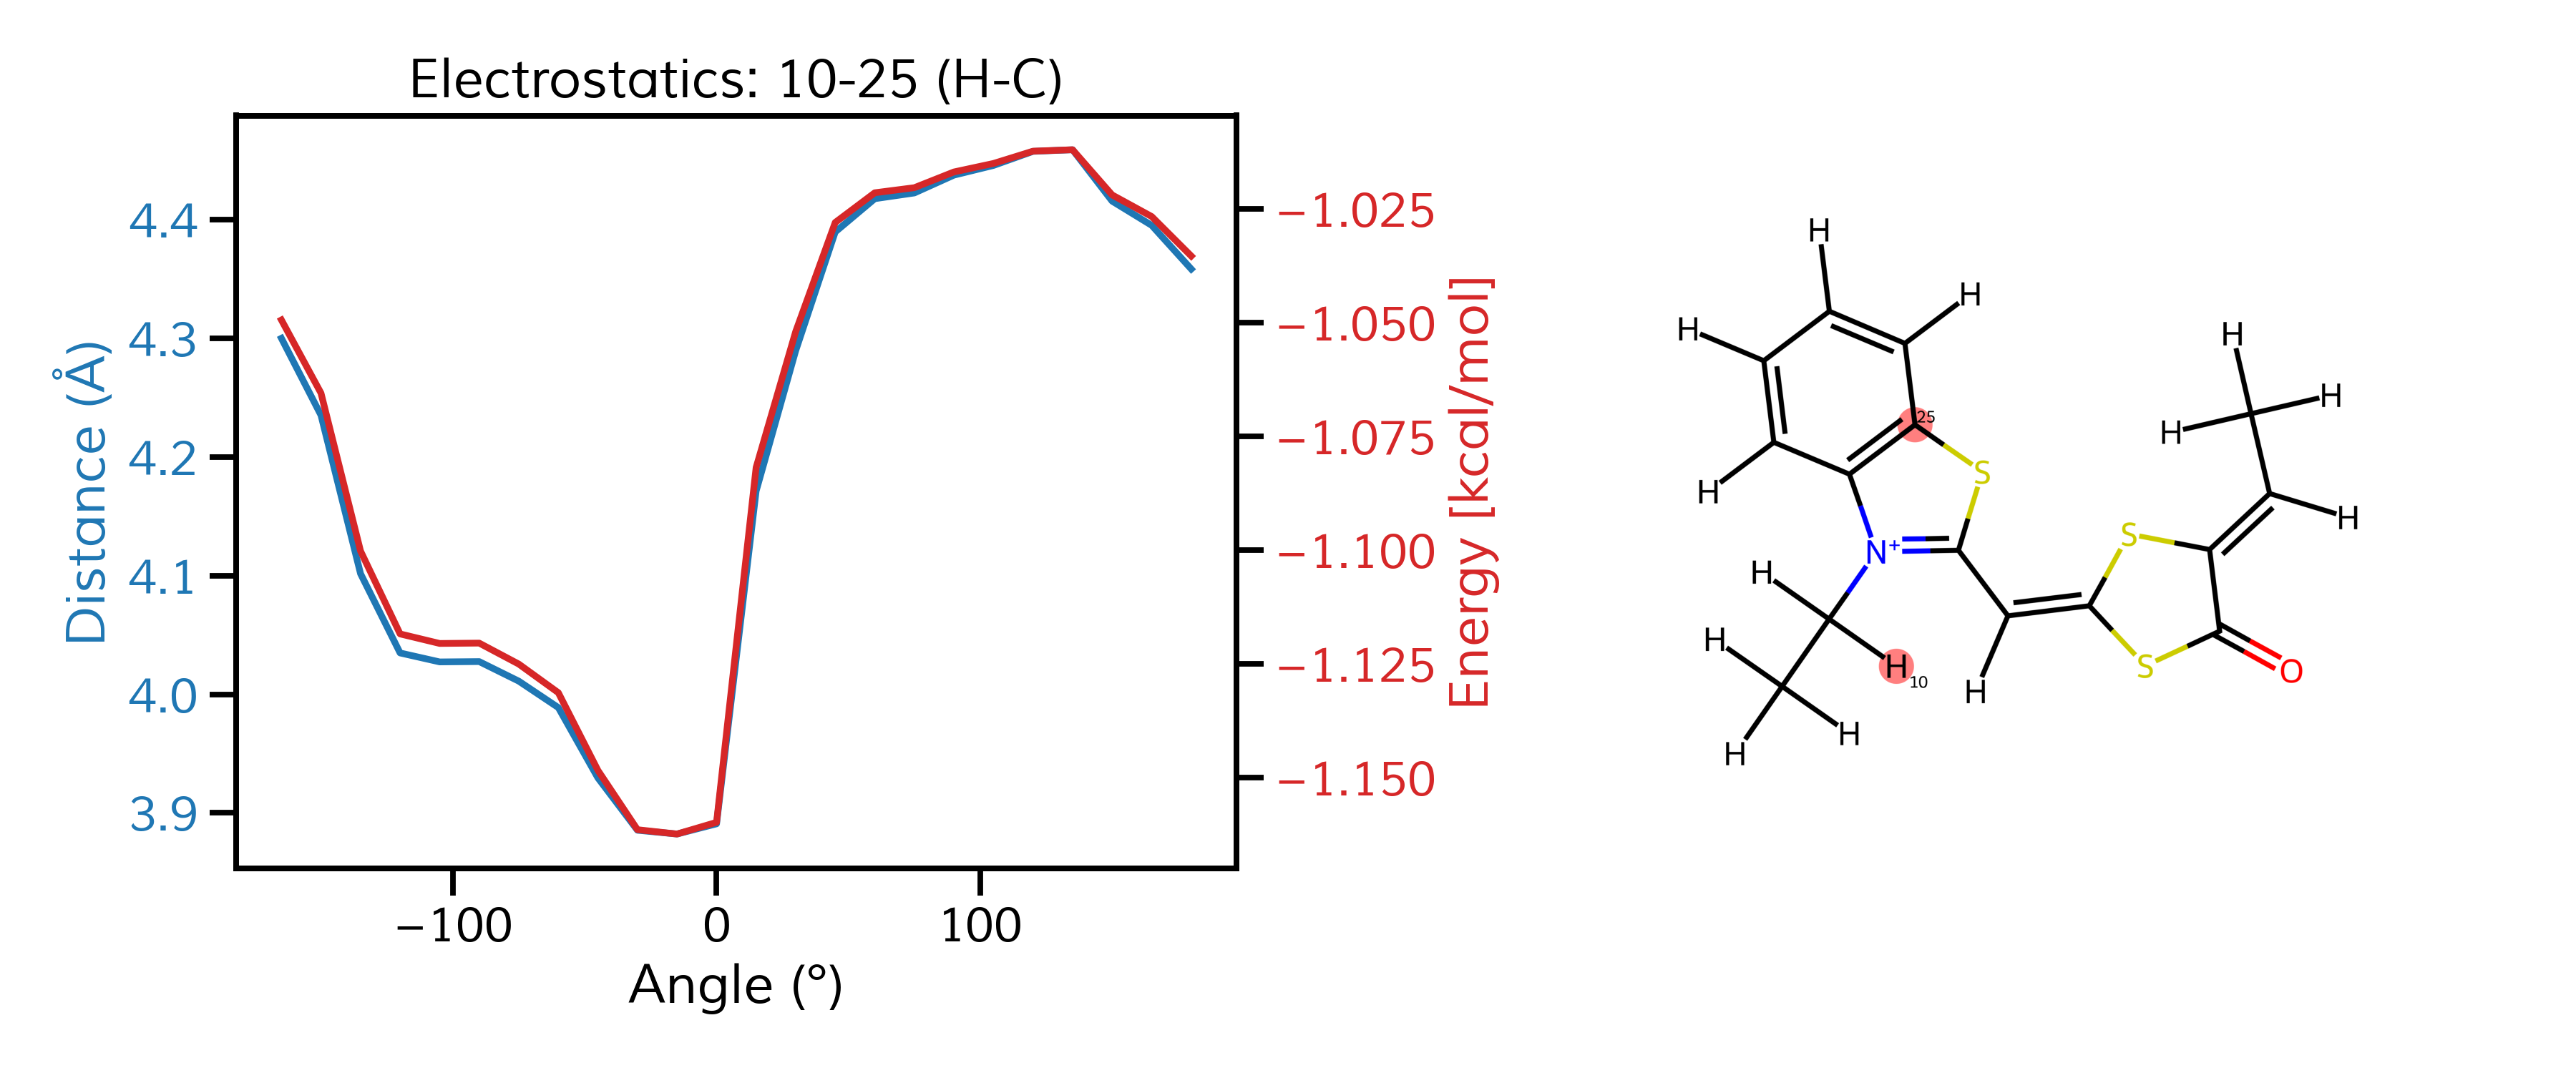 Electrostatics: 10-25 (H-C)
4.4
4.3
4.2
4.1
4.0
3.9
Distance (Å)
−100
0
100
Angle (°)
−1.025
−1.050
−1.075
−1.100
−1.125
−1.150
Energy [kcal/mol]
H
H
H
H
H
H
H
25
S
H
H
S
N+
H
H
S
O
H 10
H
H
H